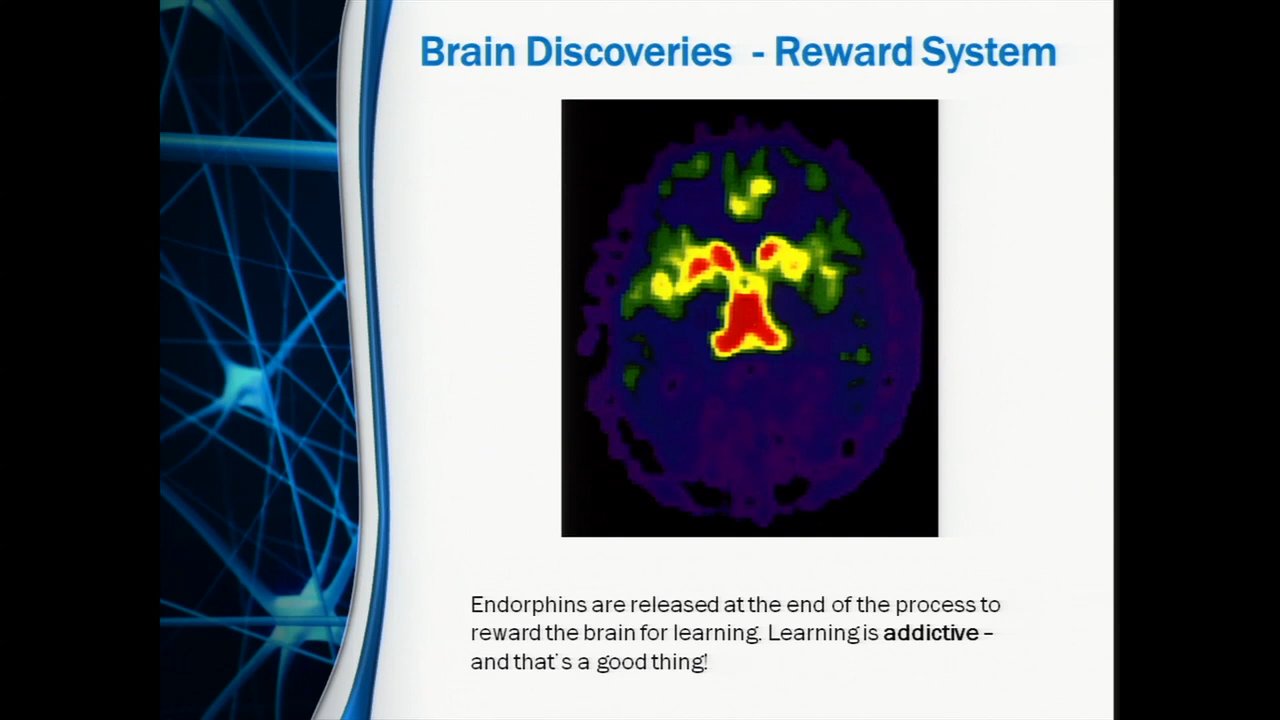 Brain Discoveries - Reward System
Endorphins are released at the end of the process to
reward the brain for learning. Learning is addictive –
and that's a good thing!